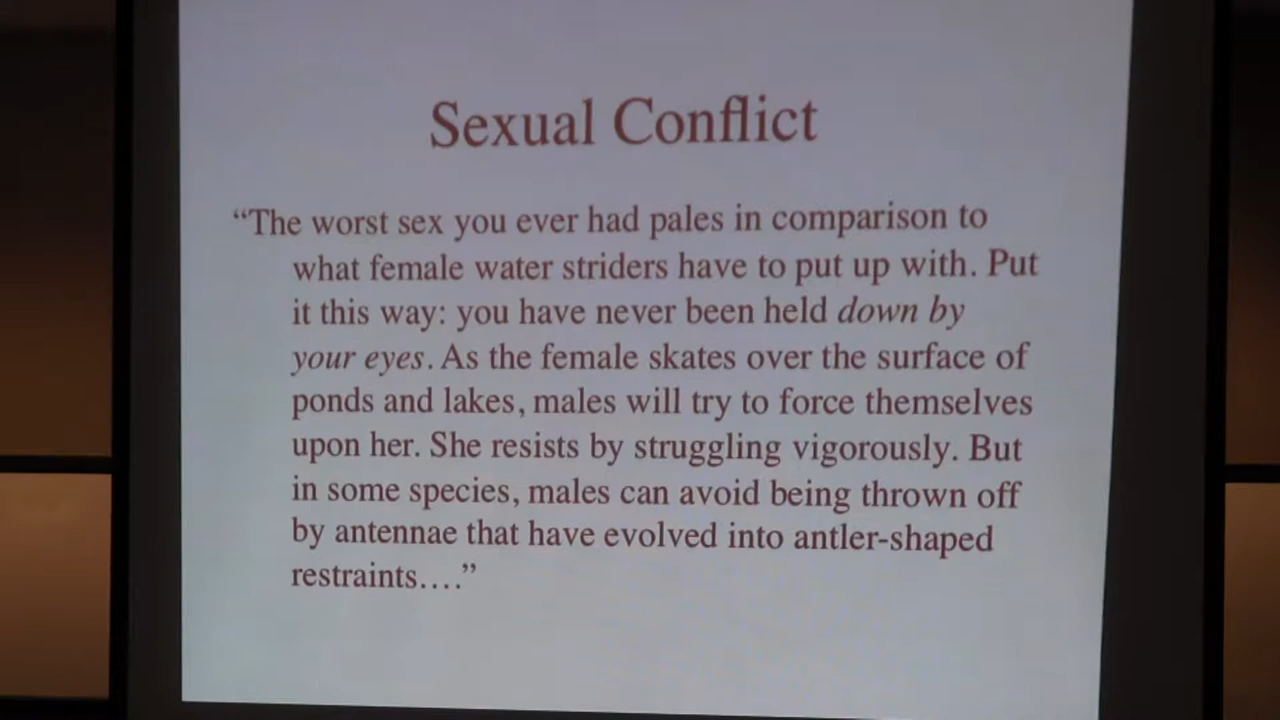 Sexual Conflict
“The worst sex you ever had pales in comparison to
what female water striders have to put up with. Put
it this way: you have never been held down by
your eyes. As the female skates over the surface of
ponds and lakes, males will try to force themselves
upon her. She resists by struggling vigorously. But
in some species, males can avoid being thrown off
by antennae that have evolved into antler-shaped
restraints….”